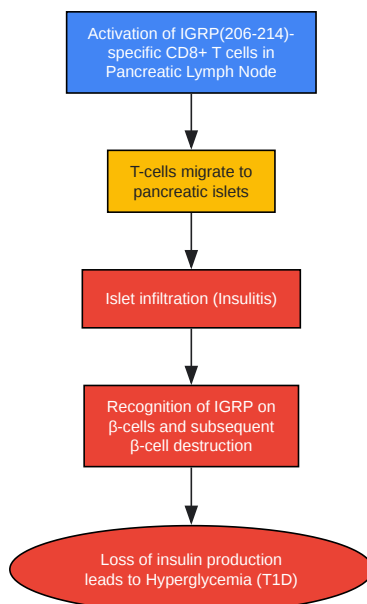 Activation of IGRP(206-214)-
specific CD8+ T cells in
Pancreatic Lymph Node
T-cells migrate to
pancreatic islets
Islet infiltration (Insulitis)
Recognition of IGRP on
β-cells and subsequent
β-cell destruction
Loss of insulin production
leads to Hyperglycemia (T1D)